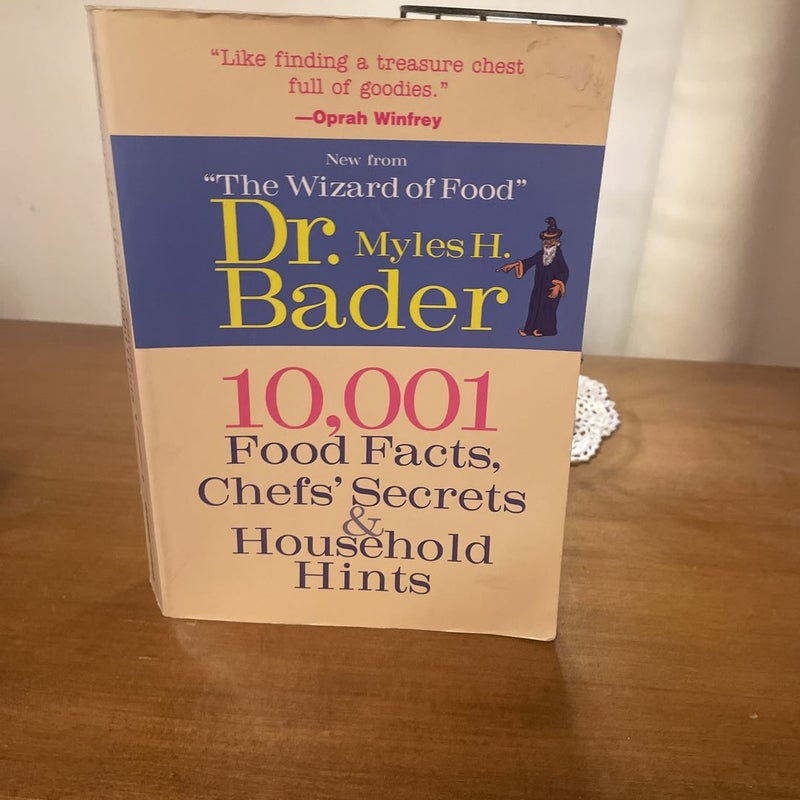 “Like finding a treasure chest
full of goodies.”
—Oprah Winfrey
New from
“The Wizard of Food”
Dr. Myles H.
Bader
10,001
Food Facts,
Chefs’ Secrets
&
Household
Hints